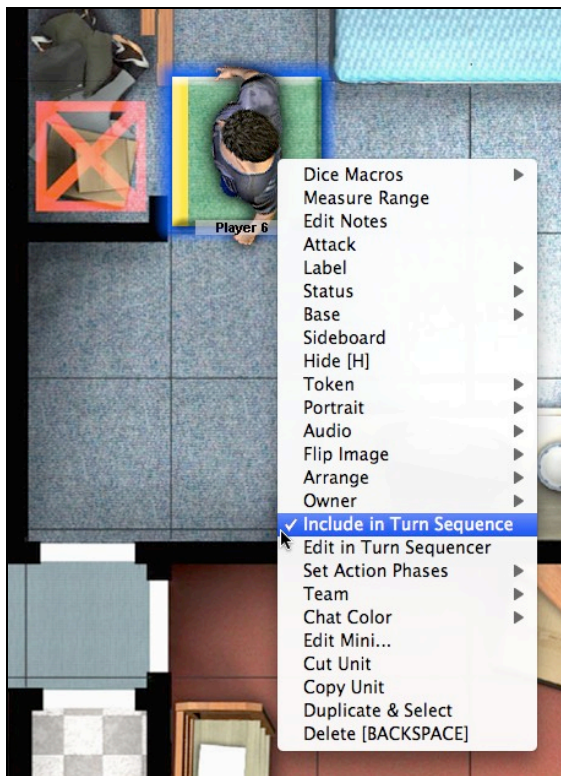 Player 6
Dice Macros
Measure Range
Edit Notes
Attack
Label
Status
Base
Sideboard
Hide [H]
Token
Portrait
Audio
Flip Image
Arrange
Owner
✓ Include in Turn Sequence
Edit in Turn Sequencer
Set Action Phases
Team
Chat Color
Edit Mini...
Cut Unit
Copy Unit
Duplicate & Select
Delete [BACKSPACE]